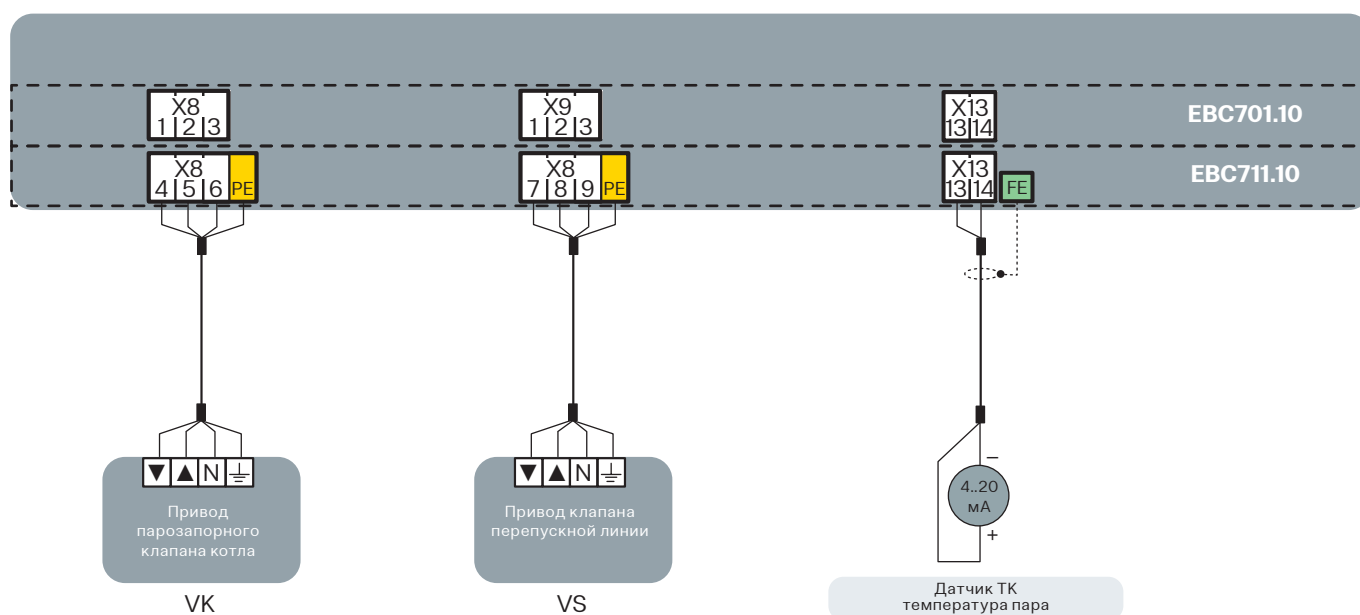 X8
1 2 3
X9
1 2 3
X13
13 14
EBC701.10
X8
4 5 6 PE
X8
7 8 9 PE
X13
13 14
FE
EBC711.10
▼ ▲ N ⏚
Привод
парозапорного
клапана котла
VK
▼ ▲ N ⏚
Привод клапана
перепускной линии
VS
–
4..20
мА
+
Датчик ТК
температура пара